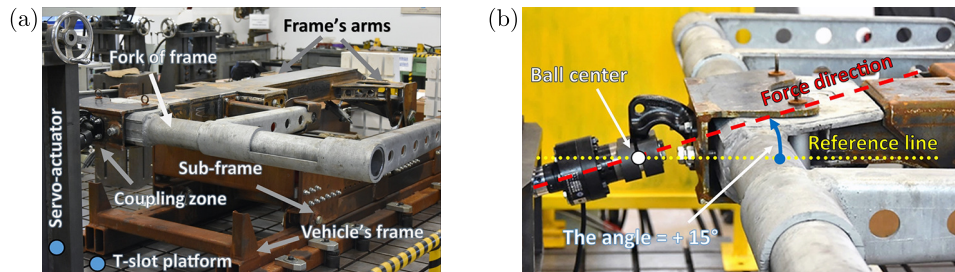 (a)
Frame's arms
Fork of frame
Servo-actuator
Sub-frame
Coupling zone
Vehicle's frame
T-slot platform
(b)
Ball center
Force direction
Reference line
The angle = + 15°